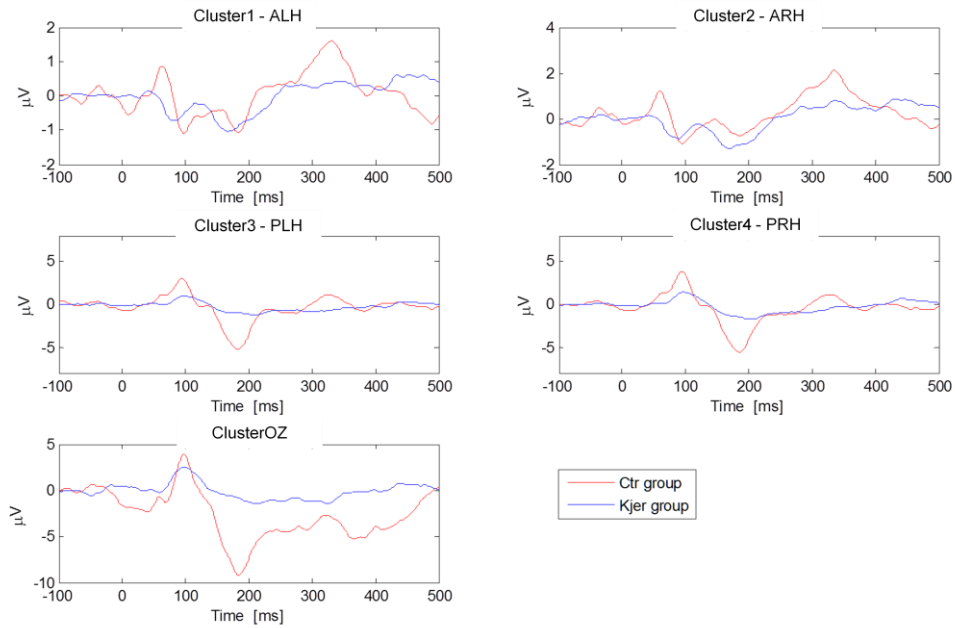 Cluster1 - ALH
2
1
0
-1
-2
μV
-100 0 100 200 300 400 500
Time [ms]
Cluster2 - ARH
4
2
0
-2
μV
-100 0 100 200 300 400 500
Time [ms]
Cluster3 - PLH
5
0
-5
μV
-100 0 100 200 300 400 500
Time [ms]
Cluster4 - PRH
5
0
-5
μV
-100 0 100 200 300 400 500
Time [ms]
ClusterOZ
5
0
-5
-10
μV
-100 0 100 200 300 400 500
Time [ms]
Ctr group
Kjer group